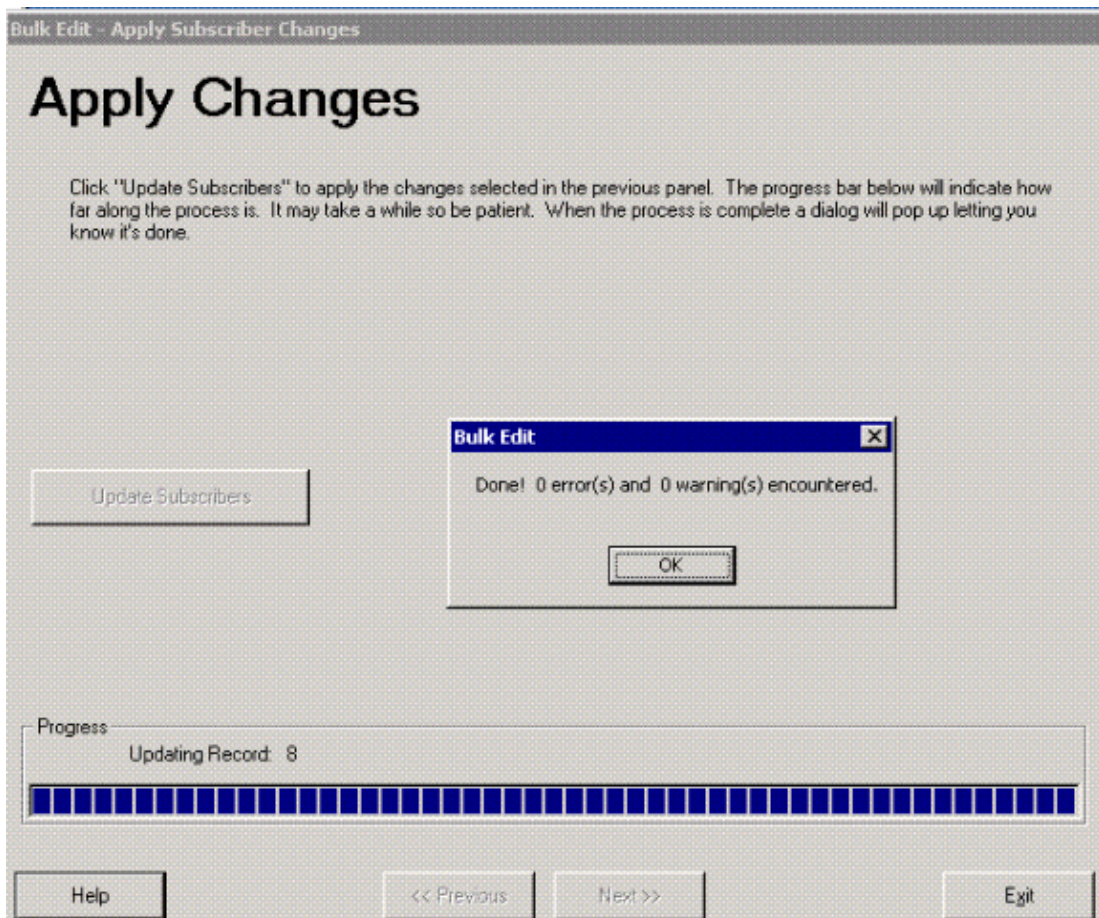 Bulk Edit - Apply Subscriber Changes
Apply Changes
Click "Update Subscribers" to apply the changes selected in the previous panel. The progress bar below will indicate how
far along the process is. It may take a while so be patient. When the process is complete a dialog will pop up letting you
know it's done.
Bulk Edit
Done! 0 error(s) and 0 warning(s) encountered.
Update Subscribers
OK
Progress
Updating Record: 8
Help
<< Previous
Next >>
Exit